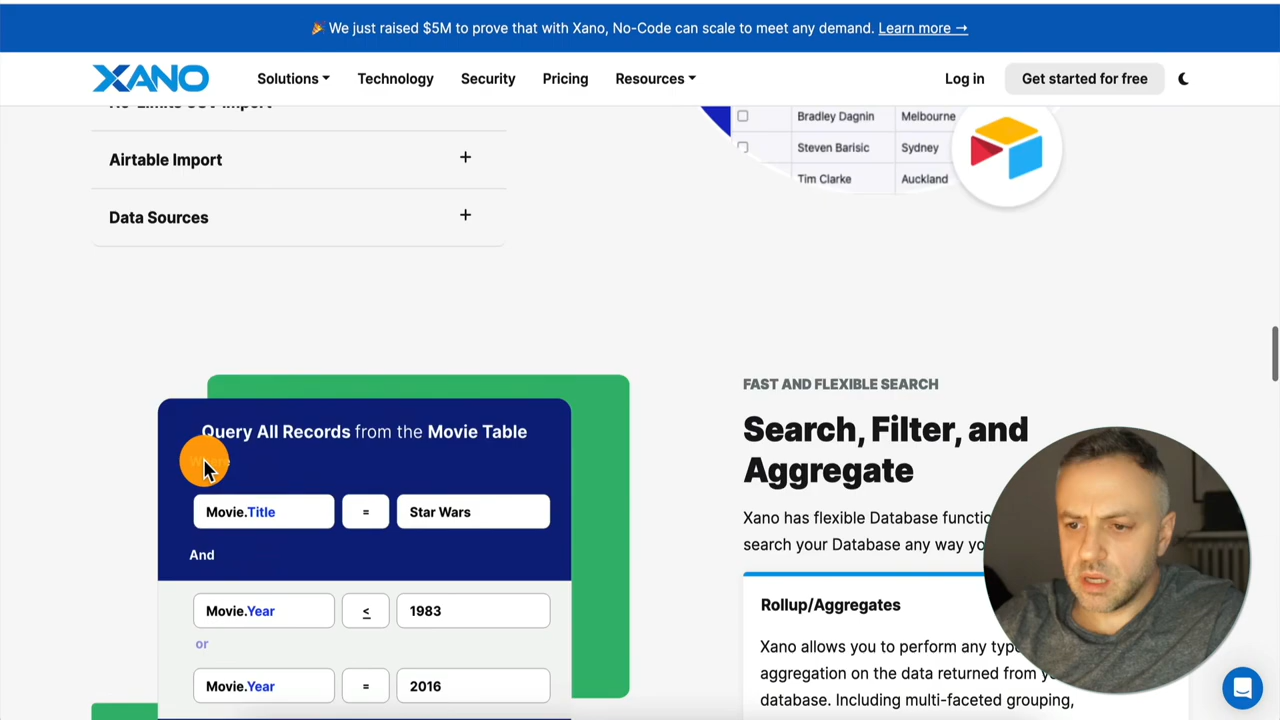 🎉 We just raised $5M to prove that with Xano, No-Code can scale to meet any demand. Learn more →
XANO
Solutions
Technology
Security
Pricing
Resources
Log in
Get started for free
Airtable Import
+
Data Sources
+
Bradley Dagnin
Melbourne
Steven Barisic
Sydney
Tim Clarke
Auckland
Query All Records from the Movie Table
Movie.Title
=
Star Wars
And
Movie.Year
<
1983
or
Movie.Year
=
2016
FAST AND FLEXIBLE SEARCH
Search, Filter, and
Aggregate
Xano has flexible Database
search your Database any way
Rollup/Aggregates
Xano allows you to perform any
aggregation on the data returned from
database. Including multi-faceted grouping,